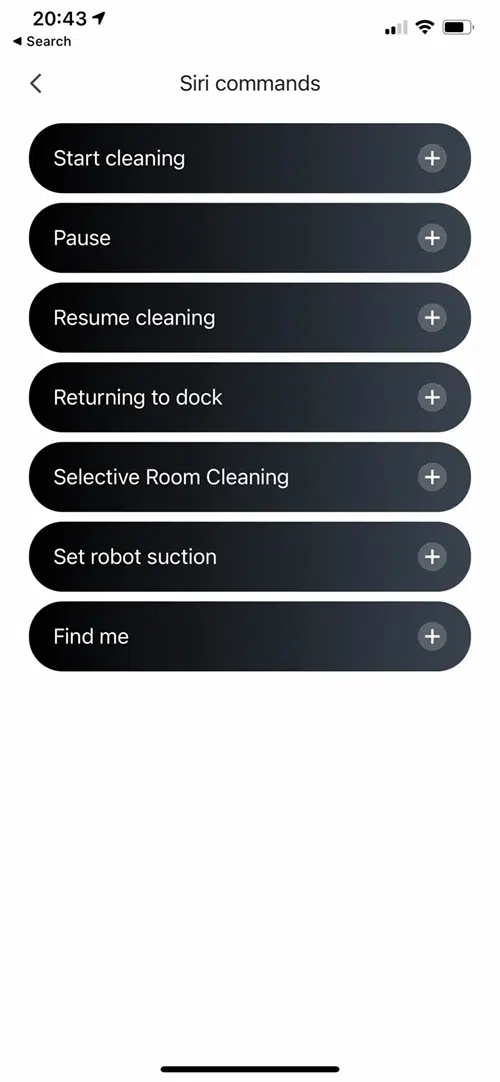 20:43
Search
Siri commands
Start cleaning
Pause
Resume cleaning
Returning to dock
Selective Room Cleaning
Set robot suction
Find me